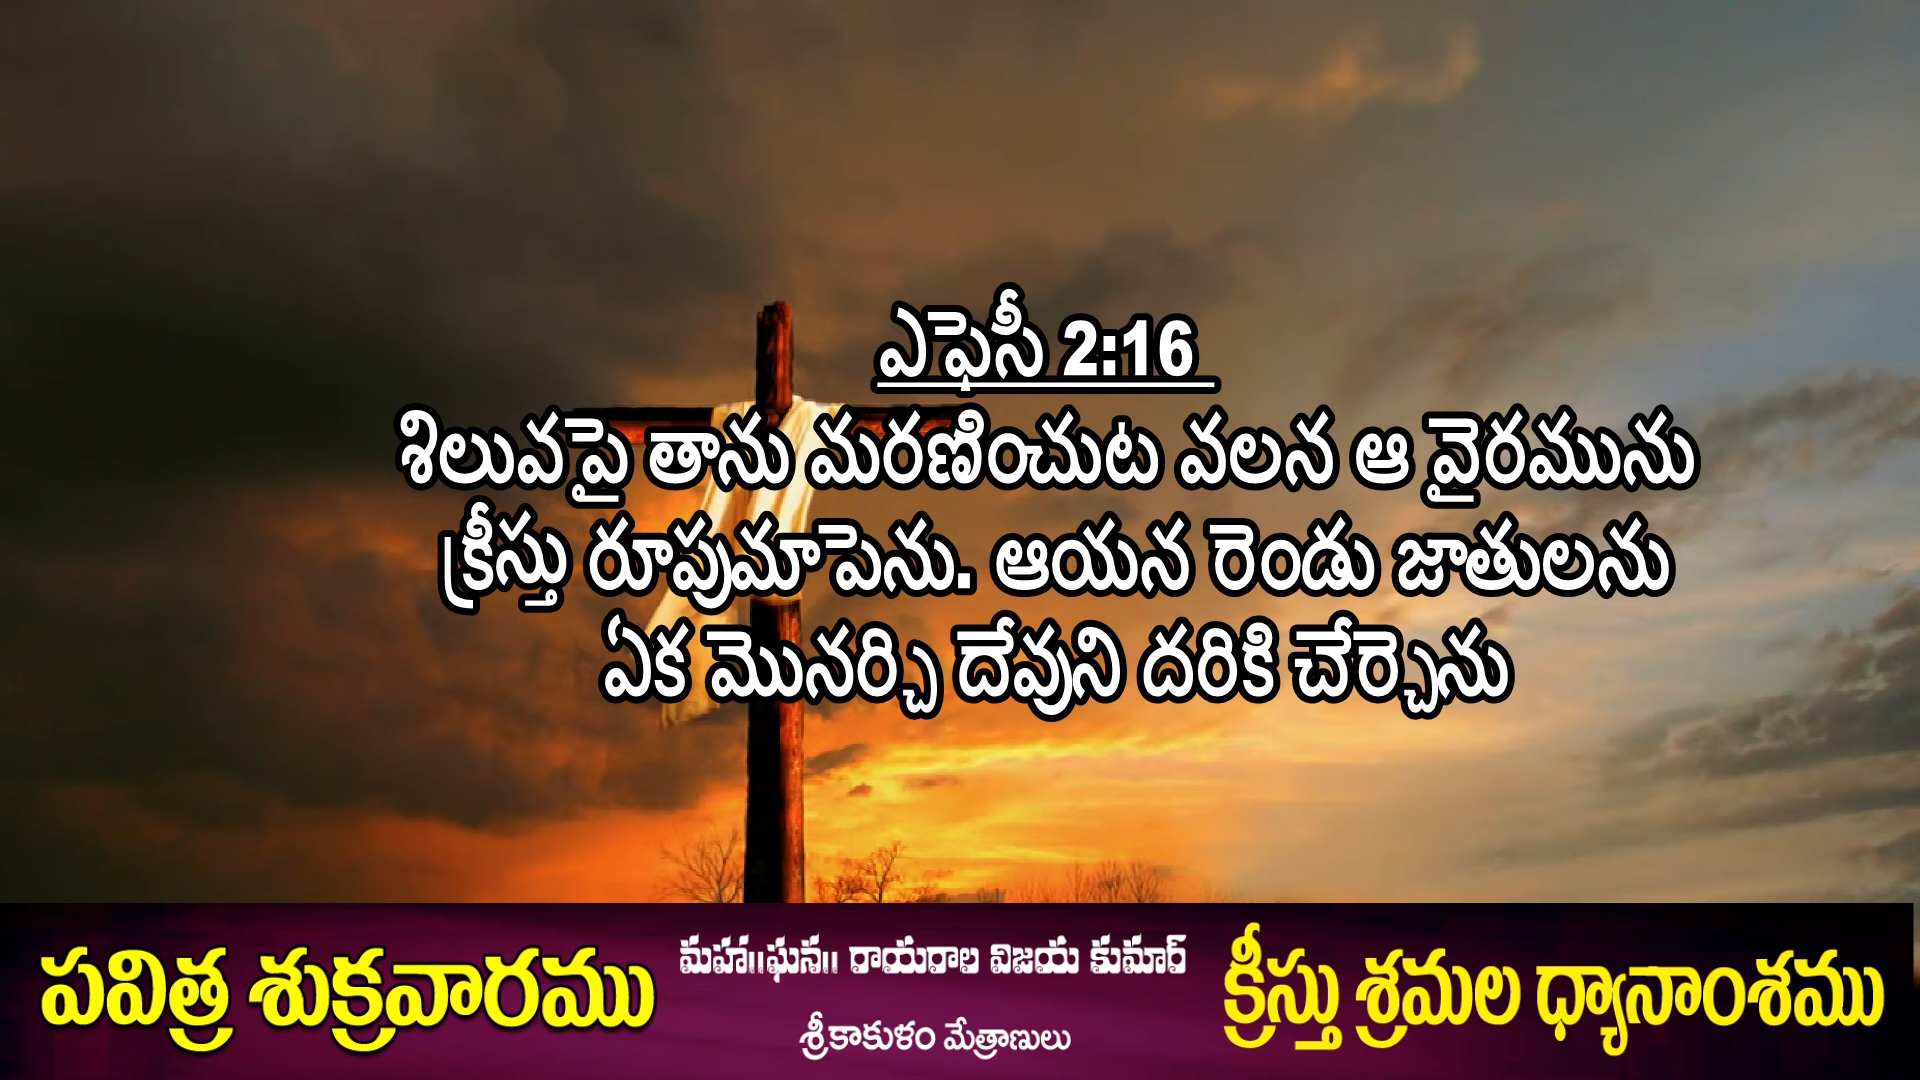 ఎఫెసీ 2:16
శిలువపై తాను మరణించుట వలన ఆ వైరమును
క్రీస్తు రూపుమాపెను. ఆయన రెండు జాతులను
ఏక మొనర్చి దేవుని దరికి చేర్చెను
పవిత్ర శుక్రవారము
మహా॥ఘన॥ రాయరాల విజయ కుమార్
శ్రీకాకుళం మేత్రాణులు
క్రీస్తు శ్రమల ధ్యానాంశము